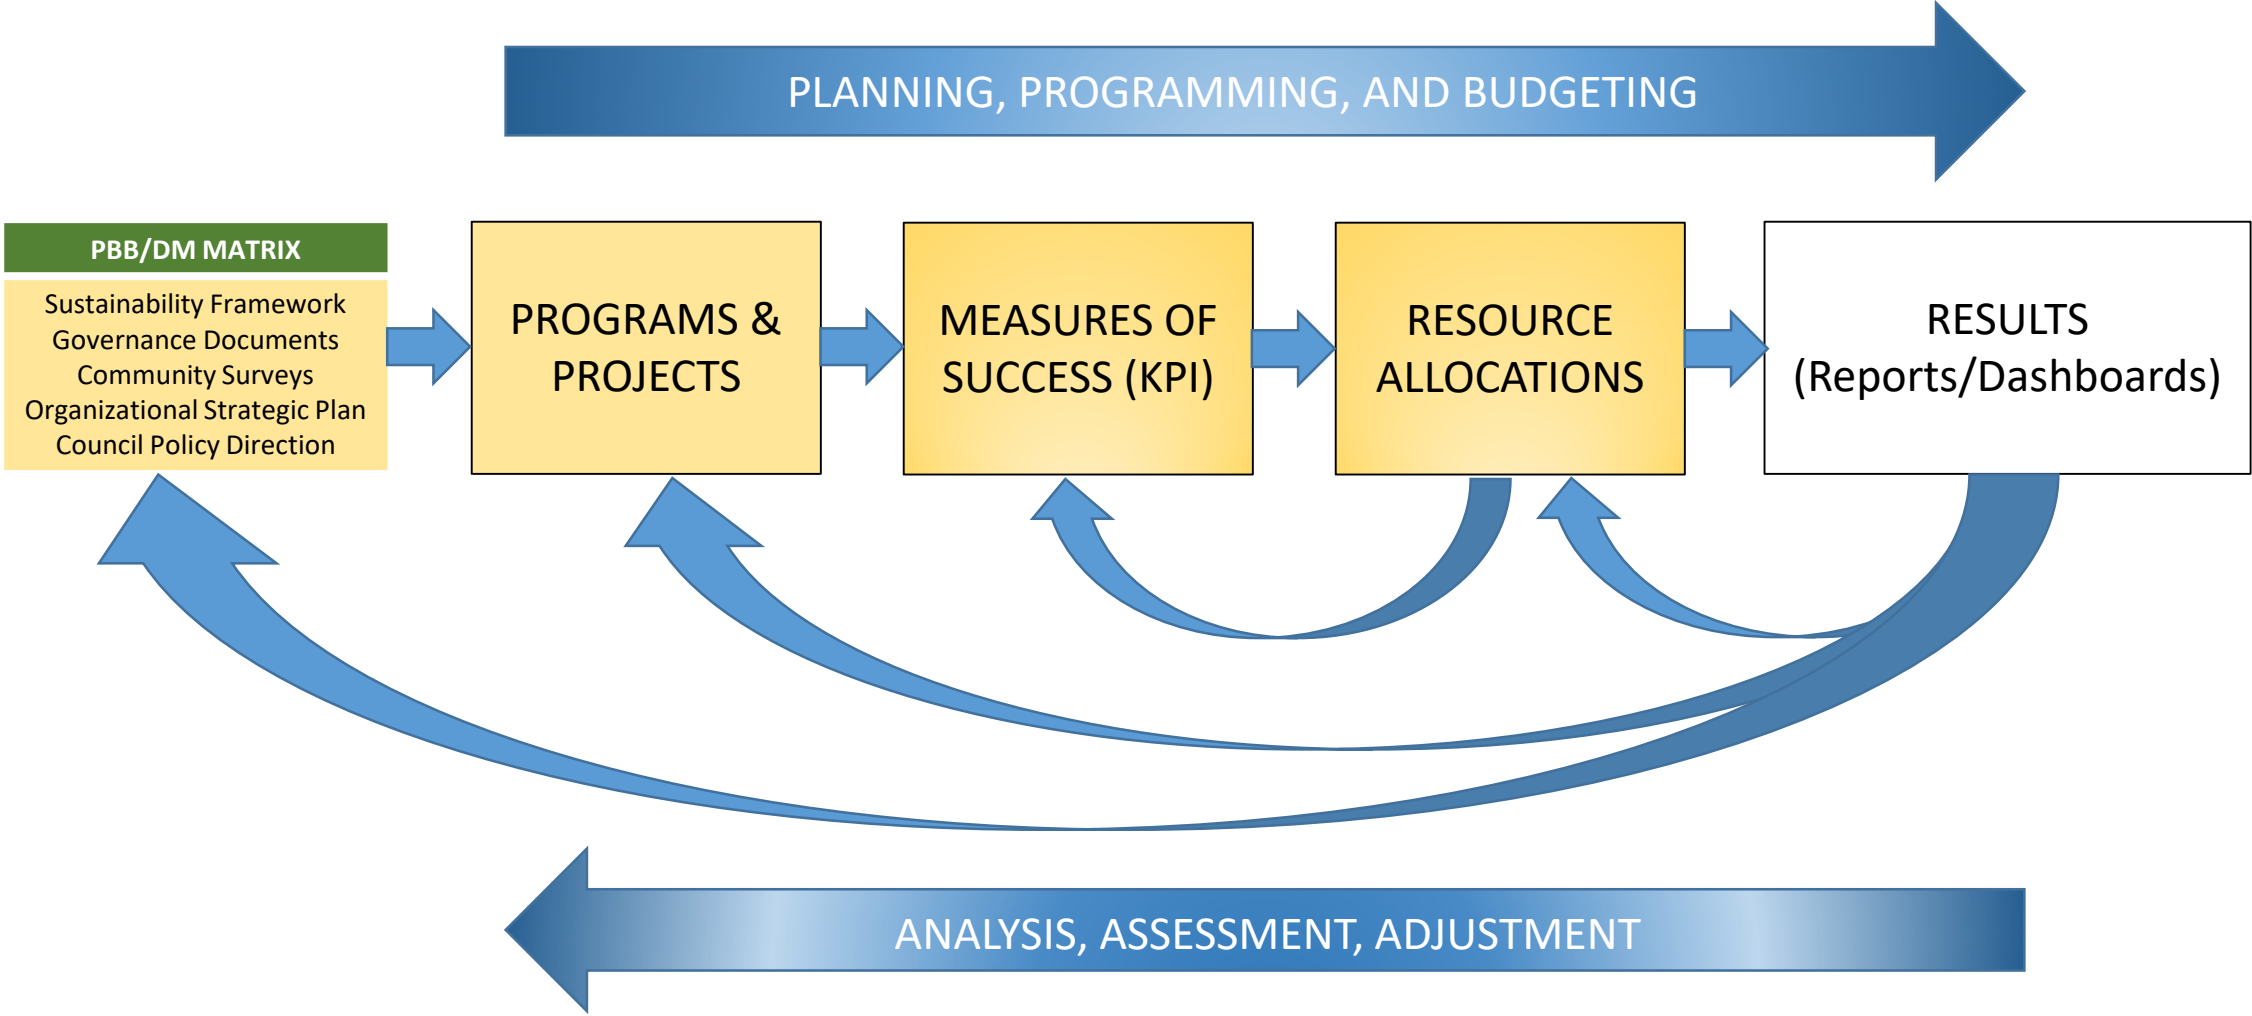 PLANNING, PROGRAMMING, AND BUDGETING
PBB/DM MATRIX
Sustainability Framework
Governance Documents
Community Surveys
Organizational Strategic Plan
Council Policy Direction
PROGRAMS &
PROJECTS
MEASURES OF
SUCCESS (KPI)
RESOURCE
ALLOCATIONS
RESULTS
(Reports/Dashboards)
ANALYSIS, ASSESSMENT, ADJUSTMENT